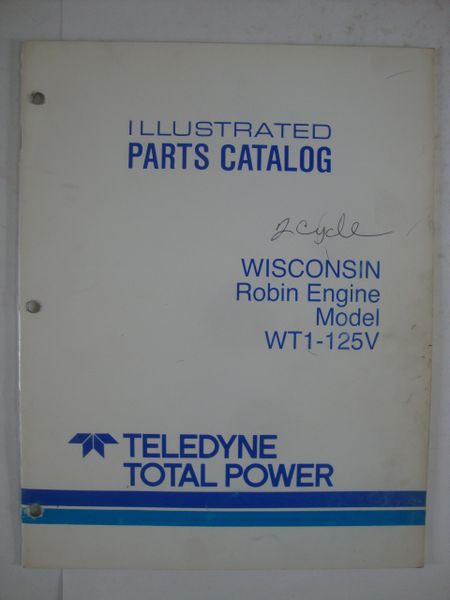 ILLUSTRATED
PARTS CATALOG
2 cycle
WISCONSIN
Robin Engine
Model
WT1-125V
TELEDYNE
TOTAL POWER